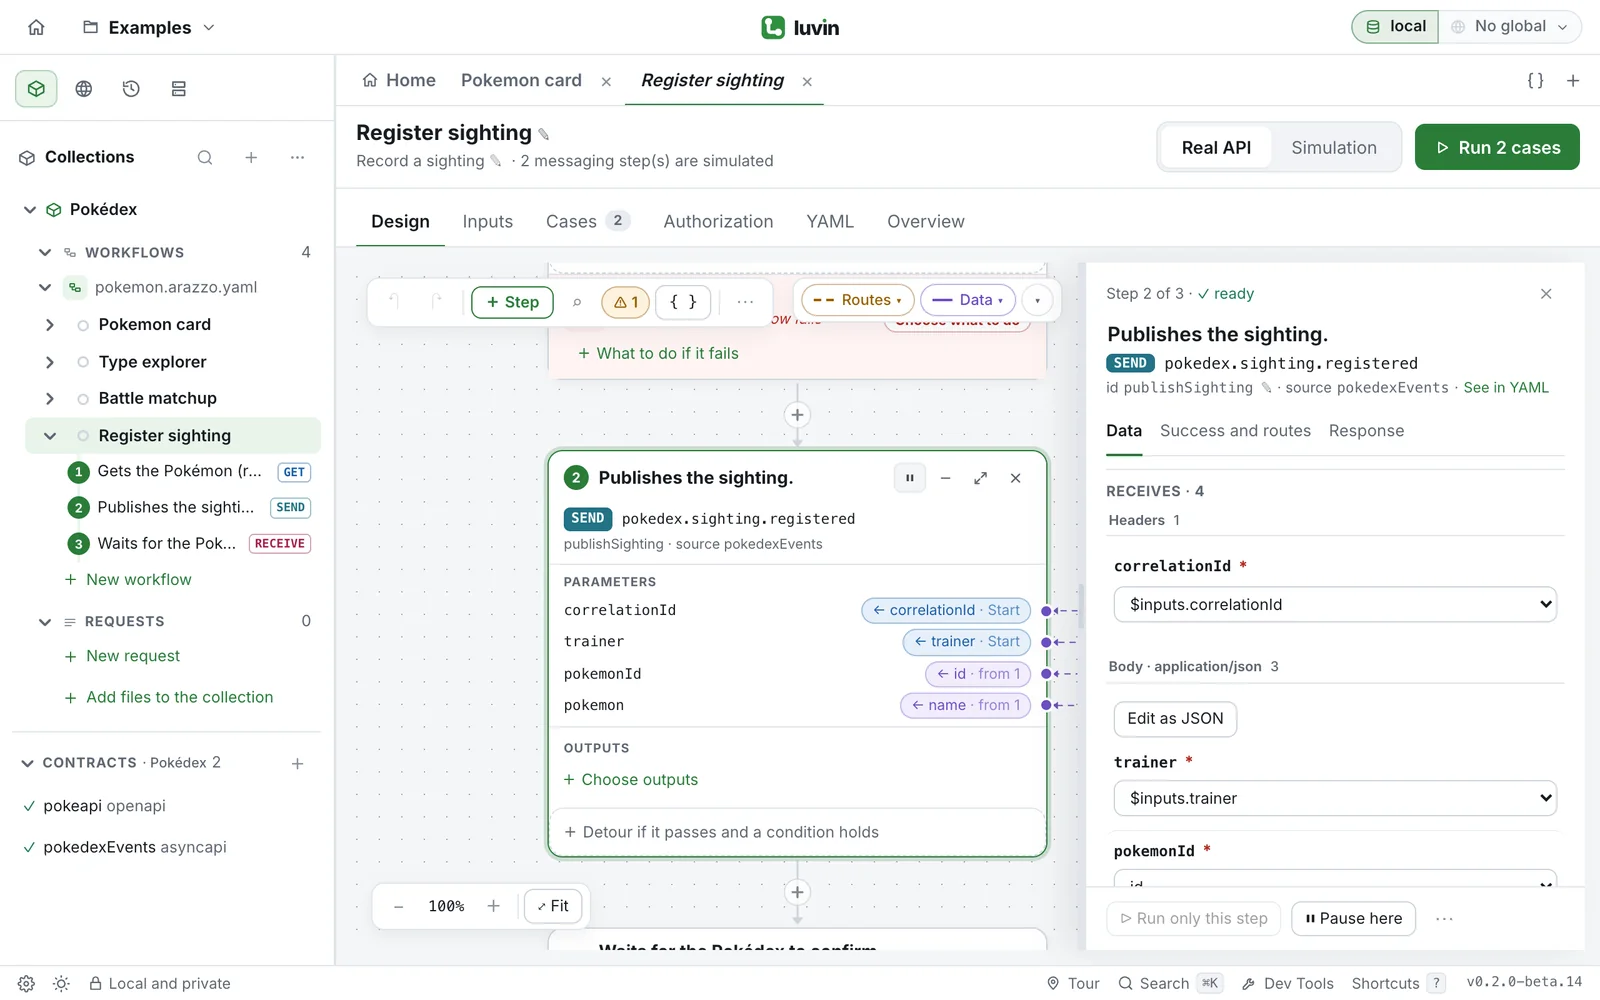 Examples
luvin
local
No global
Home
Pokemon card
Register sighting
{ }
Collections
Register sighting
Record a sighting · 2 messaging step(s) are simulated
Real API
Simulation
Run 2 cases
Pokédex
Design
Inputs
Cases 2
Authorization
YAML
Overview
WORKFLOWS 4
pokemon.arazzo.yaml
Pokemon card
Type explorer
Battle matchup
Register sighting
1 Gets the Pokémon (r... GET
2 Publishes the sighti... SEND
3 Waits for the Pok... RECEIVE
+ New workflow
REQUESTS 0
+ New request
+ Add files to the collection
CONTRACTS · Pokédex 2
pokeapi openapi
pokedexEvents asyncapi
+ Step
1
{ }
...
Routes
Data
+ What to do if it fails
2 Publishes the sighting.
SEND pokedex.sighting.registered
publishSighting · source pokedexEvents
PARAMETERS
correlationId ← correlationId · Start
trainer ← trainer · Start
pokemonId ← id · from 1
pokemon ← name · from 1
OUTPUTS
+ Choose outputs
+ Detour if it passes and a condition holds
Waits for the Pokédex to confirm
− 100% +
Fit
Step 2 of 3 · ✓ ready
Publishes the sighting.
SEND pokedex.sighting.registered
id publishSighting · source pokedexEvents · See in YAML
Data
Success and routes
Response
RECEIVES · 4
Headers 1
correlationId *
$inputs.correlationId
Body · application/json 3
Edit as JSON
trainer *
$inputs.trainer
pokemonId *
id
Run only this step
Pause here
...
Local and private
Tour
Search ⌘K
Dev Tools
Shortcuts ?
v0.2.0-beta.14